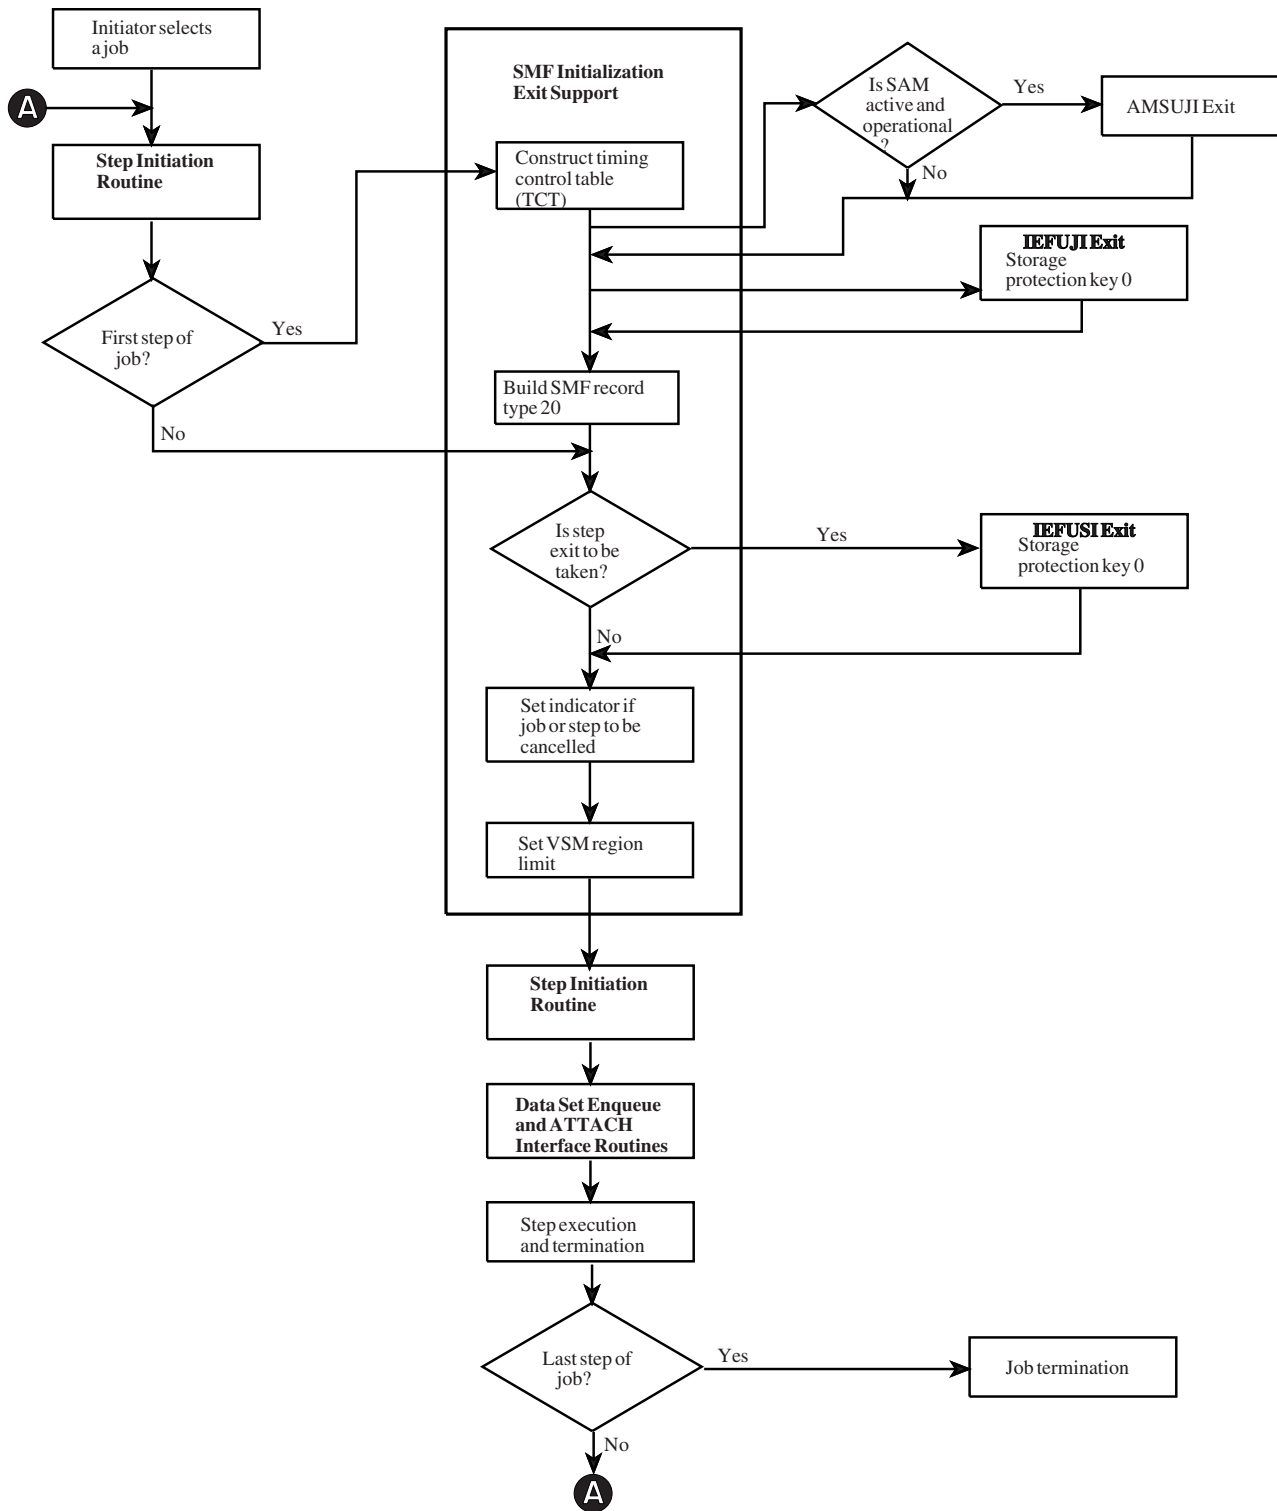 Initiator selects
a job
A
Step Initiation
Routine
First step of
job?
Yes
No
SMF Initialization
Exit Support
Construct timing
control table
(TCT)
Is SAM
active and
operational
?
Yes
No
AMSUJI Exit
IEFUJI Exit
Storage
protection key 0
Build SMF record
type 20
Is step
exit to be
taken?
Yes
No
IEFUSI Exit
Storage
protection key 0
Set indicator if
job or step to be
cancelled
Set VSM region
limit
Step Initiation
Routine
Data Set Enqueue
and ATTACH
Interface Routines
Step execution
and termination
Last step of
job?
Yes
Job termination
No
A